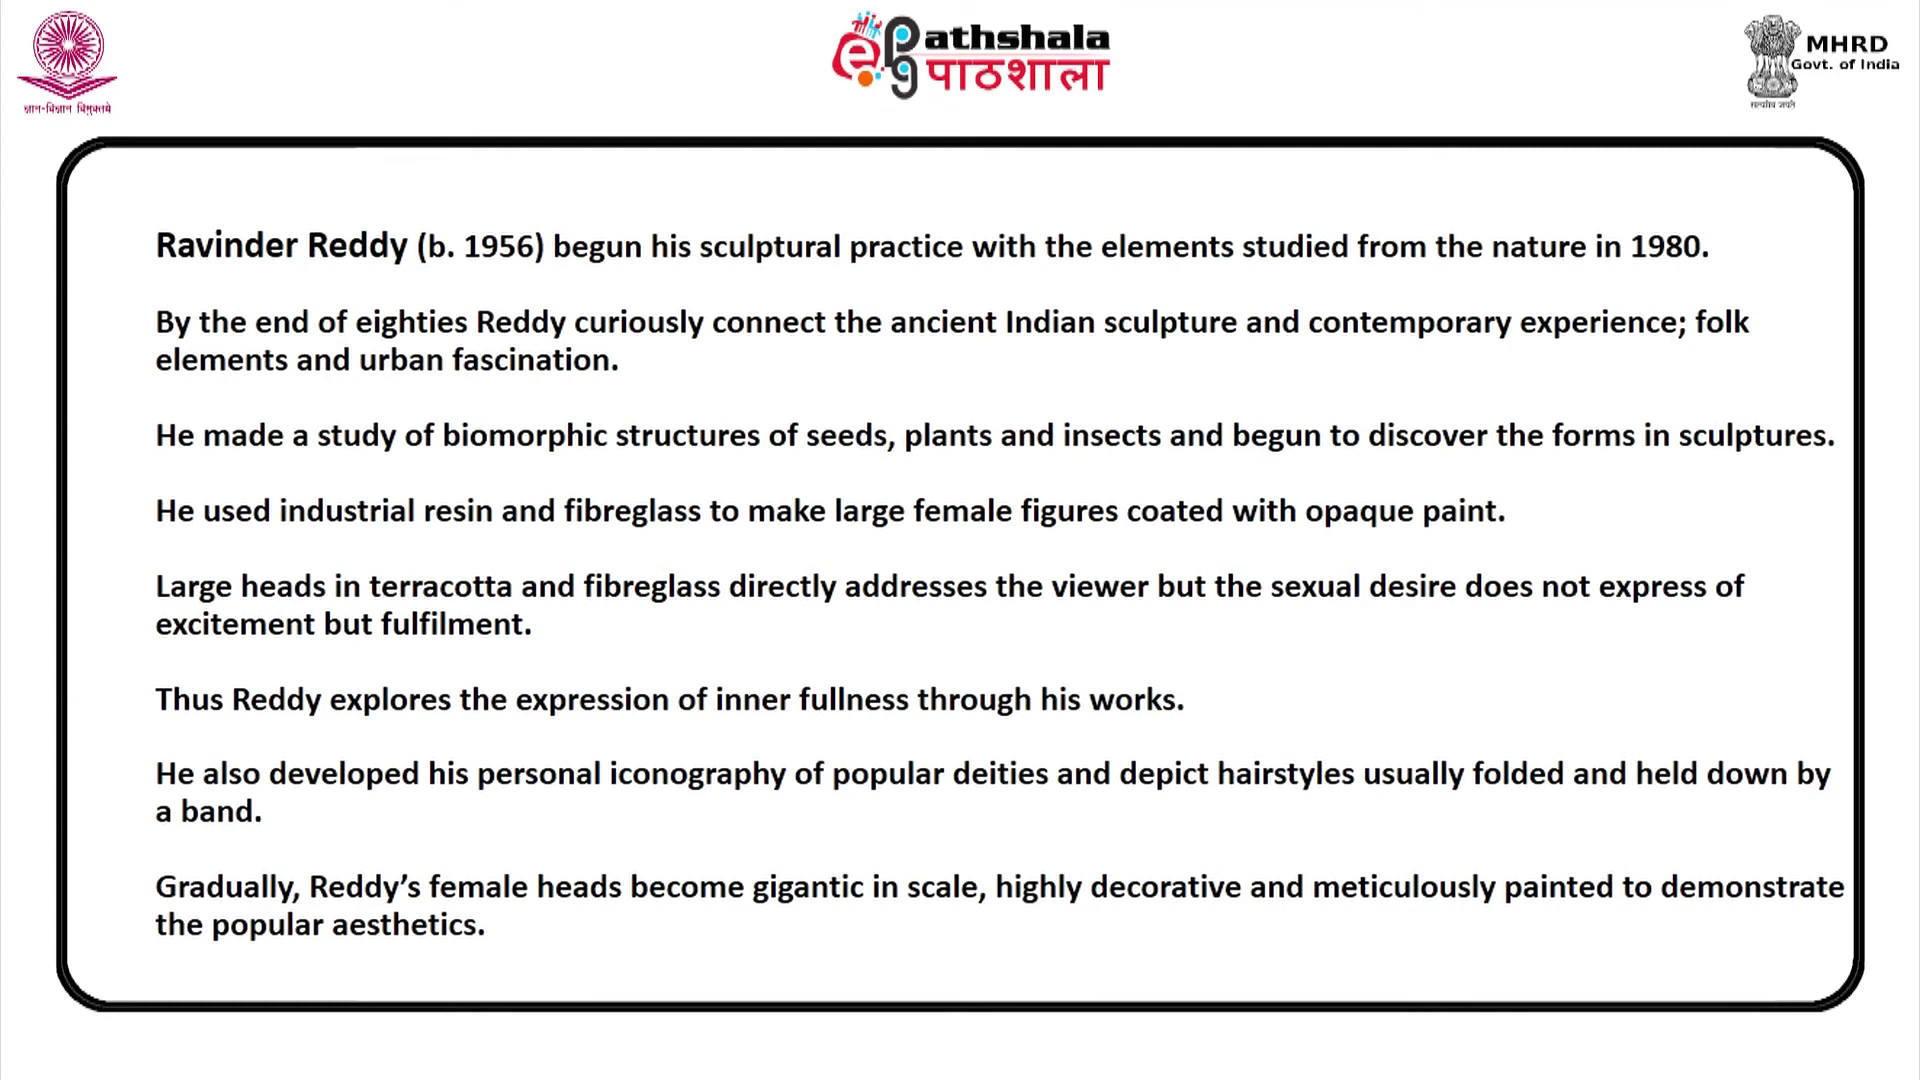 ज्ञान-विज्ञान विमुक्तये
ePgathshala
पाठशाला
सत्यमेव जयते
MHRD
Govt. of India
Ravinder Reddy (b. 1956) begun his sculptural practice with the elements studied from the nature in 1980.
By the end of eighties Reddy curiously connect the ancient Indian sculpture and contemporary experience; folk
elements and urban fascination.
He made a study of biomorphic structures of seeds, plants and insects and begun to discover the forms in sculptures.
He used industrial resin and fibreglass to make large female figures coated with opaque paint.
Large heads in terracotta and fibreglass directly addresses the viewer but the sexual desire does not express of
excitement but fulfilment.
Thus Reddy explores the expression of inner fullness through his works.
He also developed his personal iconography of popular deities and depict hairstyles usually folded and held down by
a band.
Gradually, Reddy’s female heads become gigantic in scale, highly decorative and meticulously painted to demonstrate
the popular aesthetics.